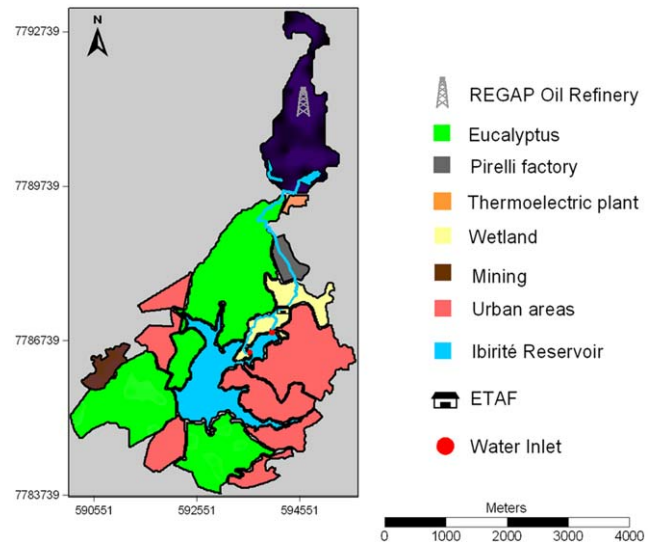 N
7792739
7789739
7786739
7783739
590551
592551
594551
REGAP Oil Refinery
Eucalyptus
Pirelli factory
Thermoelectric plant
Wetland
Mining
Urban areas
Ibirité Reservoir
ETAF
Water Inlet
Meters
0 1000 2000 3000 4000